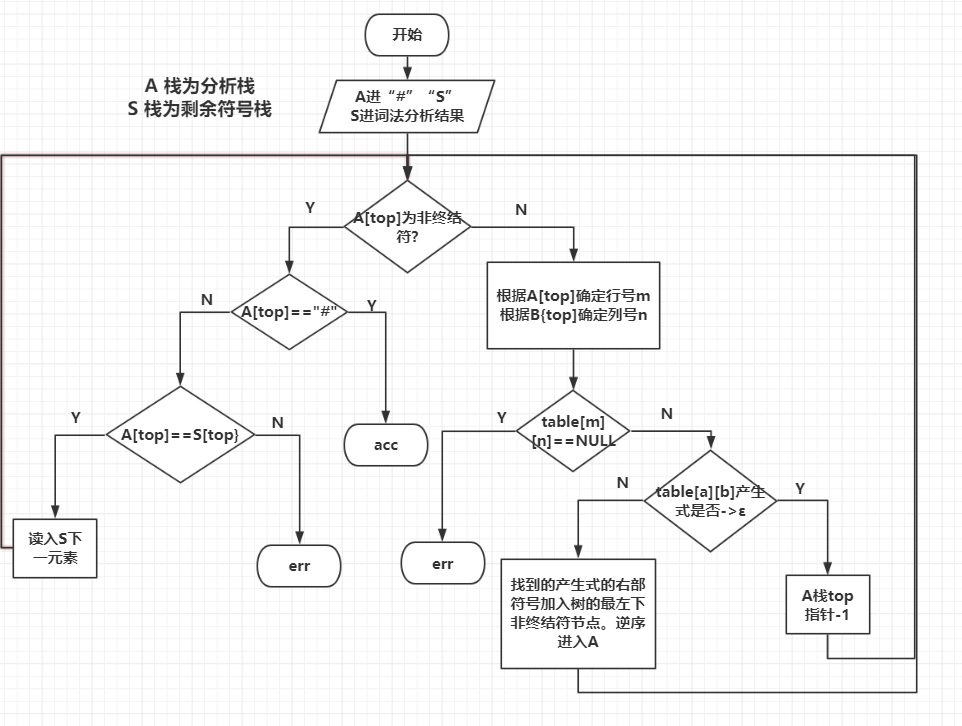 开始
A 栈为分析栈
S 栈为剩余符号栈
A进“#” “S”
S进词法分析结果
Y
A[top]为非终结
符?
N
N
A[top]=="#"
Y
根据A[top]确定行号m
根据B{top]确定列号n
Y
A[top]==S[top}
N
acc
Y
table[m]
[n]==NULL
N
N
table[a][b]产生
式是否->ε
Y
读入S下
一元素
err
err
找到的产生式的右部
符号加入树的最左下
非终结符节点。逆序
进入A
A栈top
指针-1